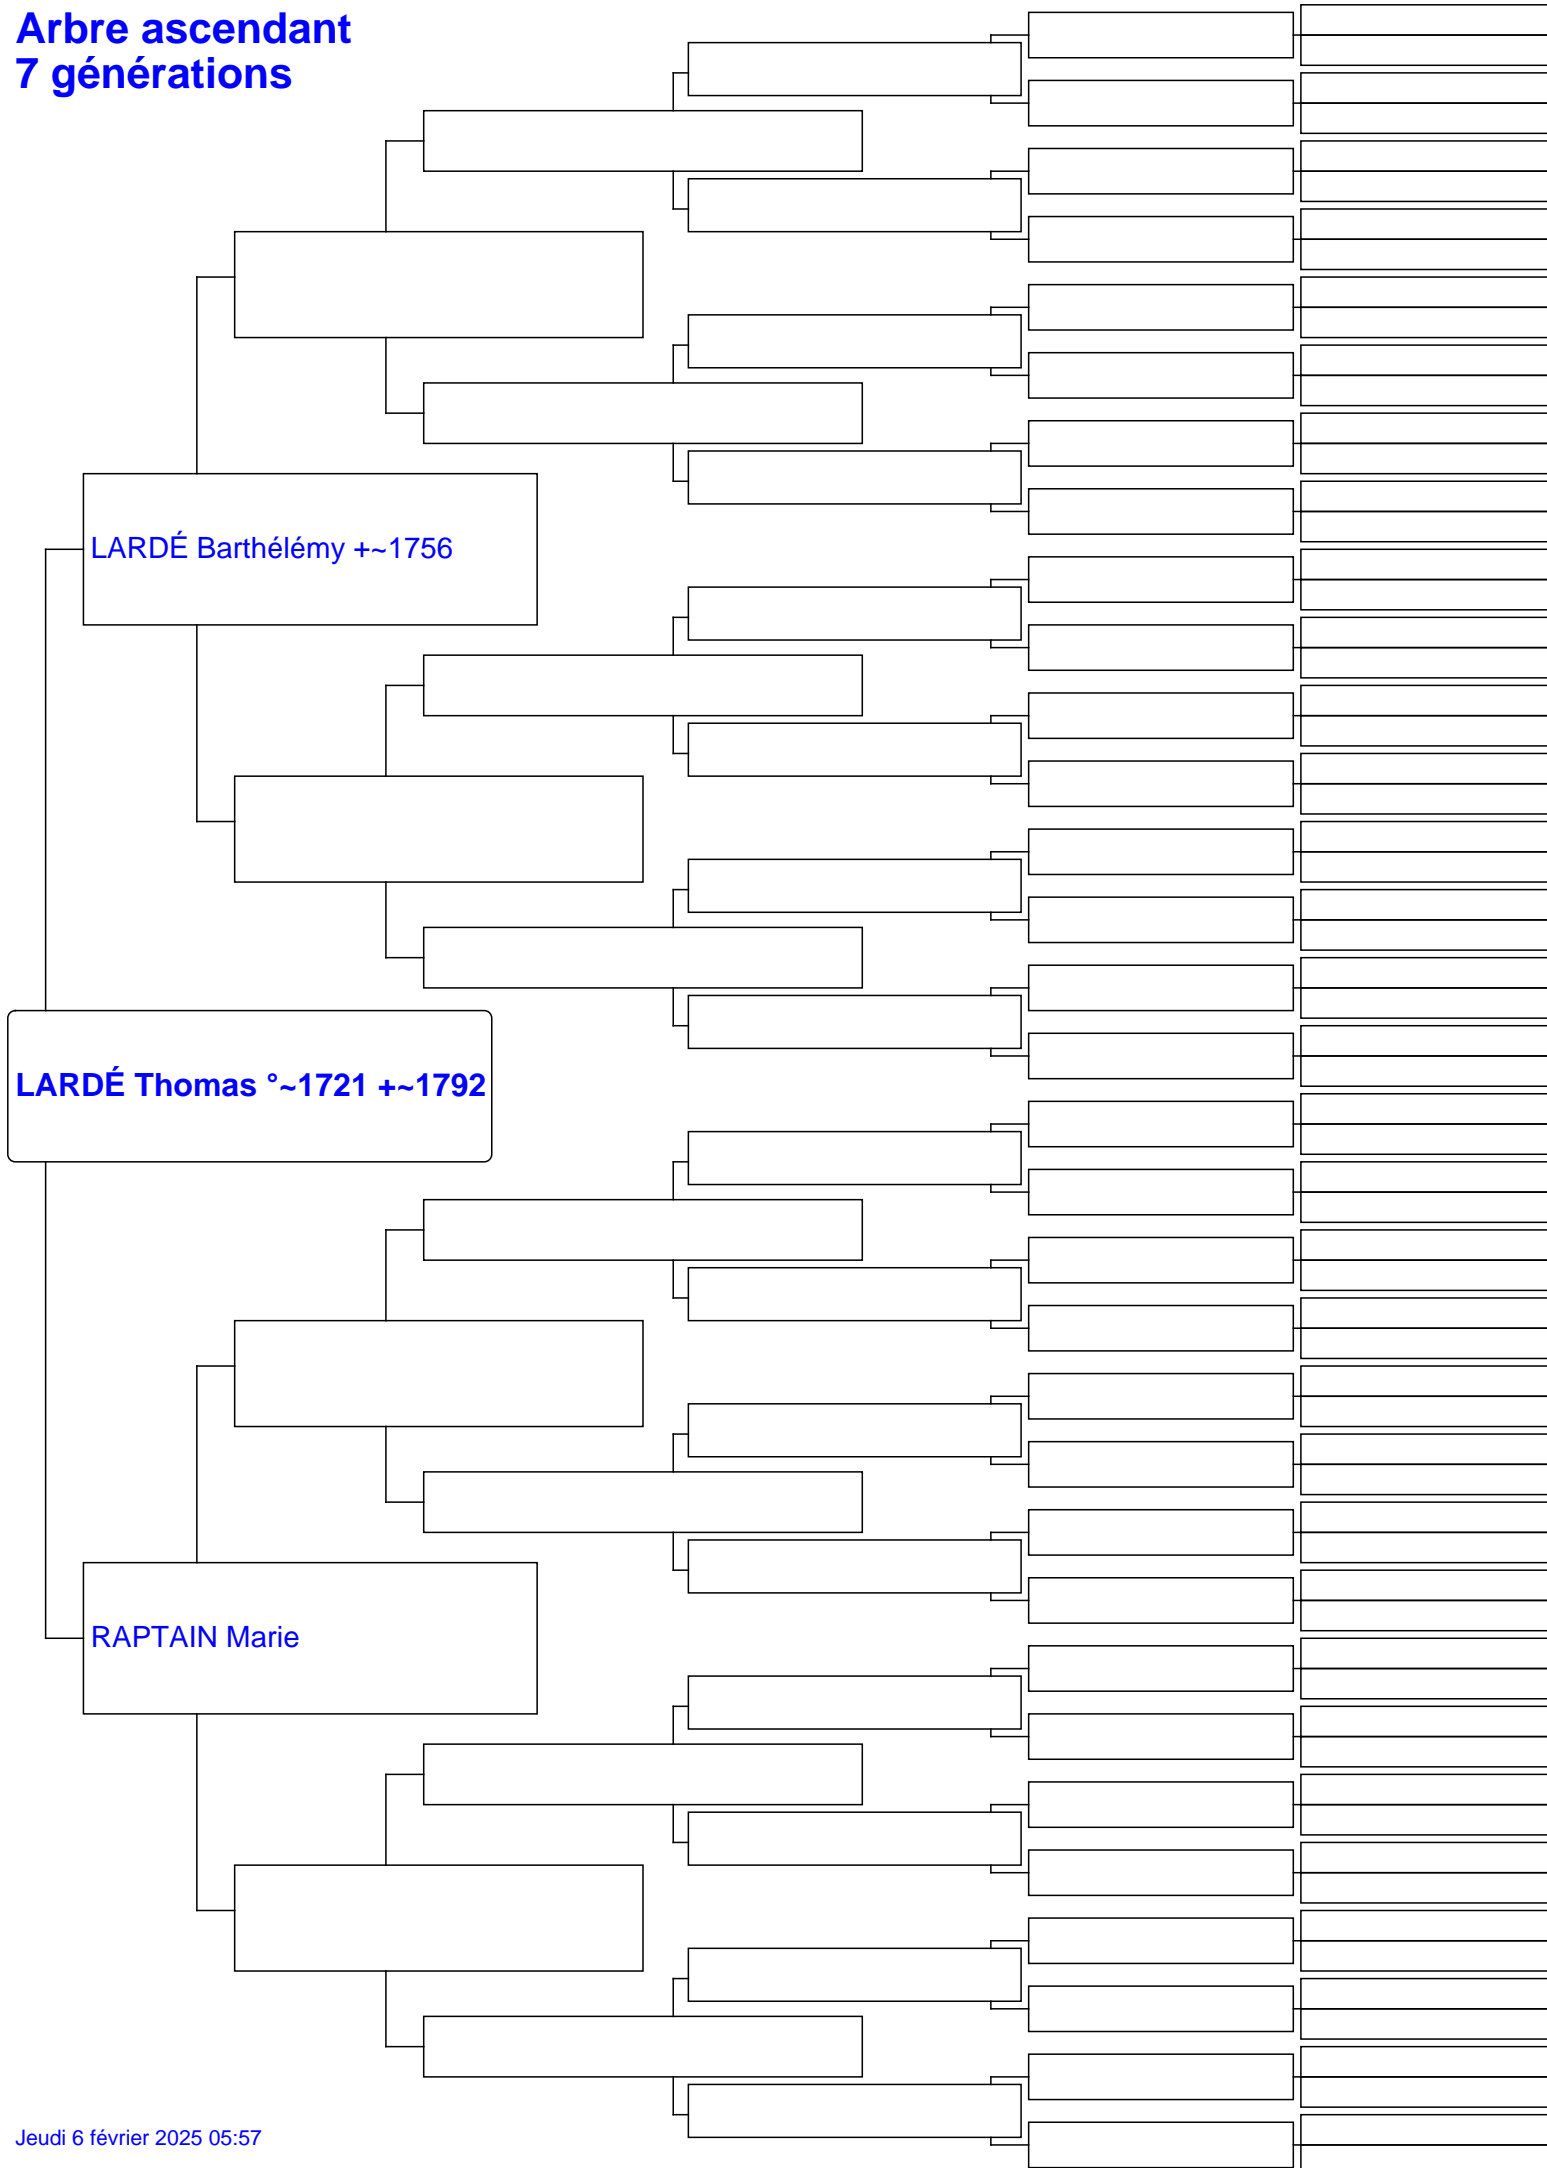 Arbre ascendant
7 générations
LARDÉ Barthélémy +~1756
LARDÉ Thomas °~1721 +~1792
RAPTAIN Marie
Jeudi 6 février 2025 05:57